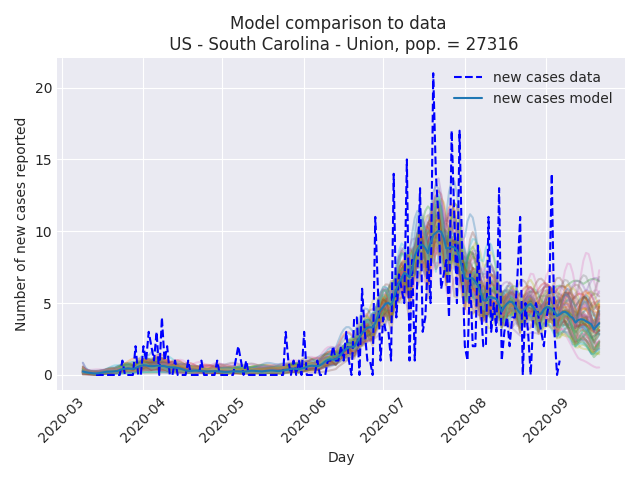 Model comparison to data
US - South Carolina - Union, pop. = 27316
new cases data
new cases model
Number of new cases reported
20
15
10
5
0
2020-03
2020-04
2020-05
2020-06
2020-07
2020-08
2020-09
Day